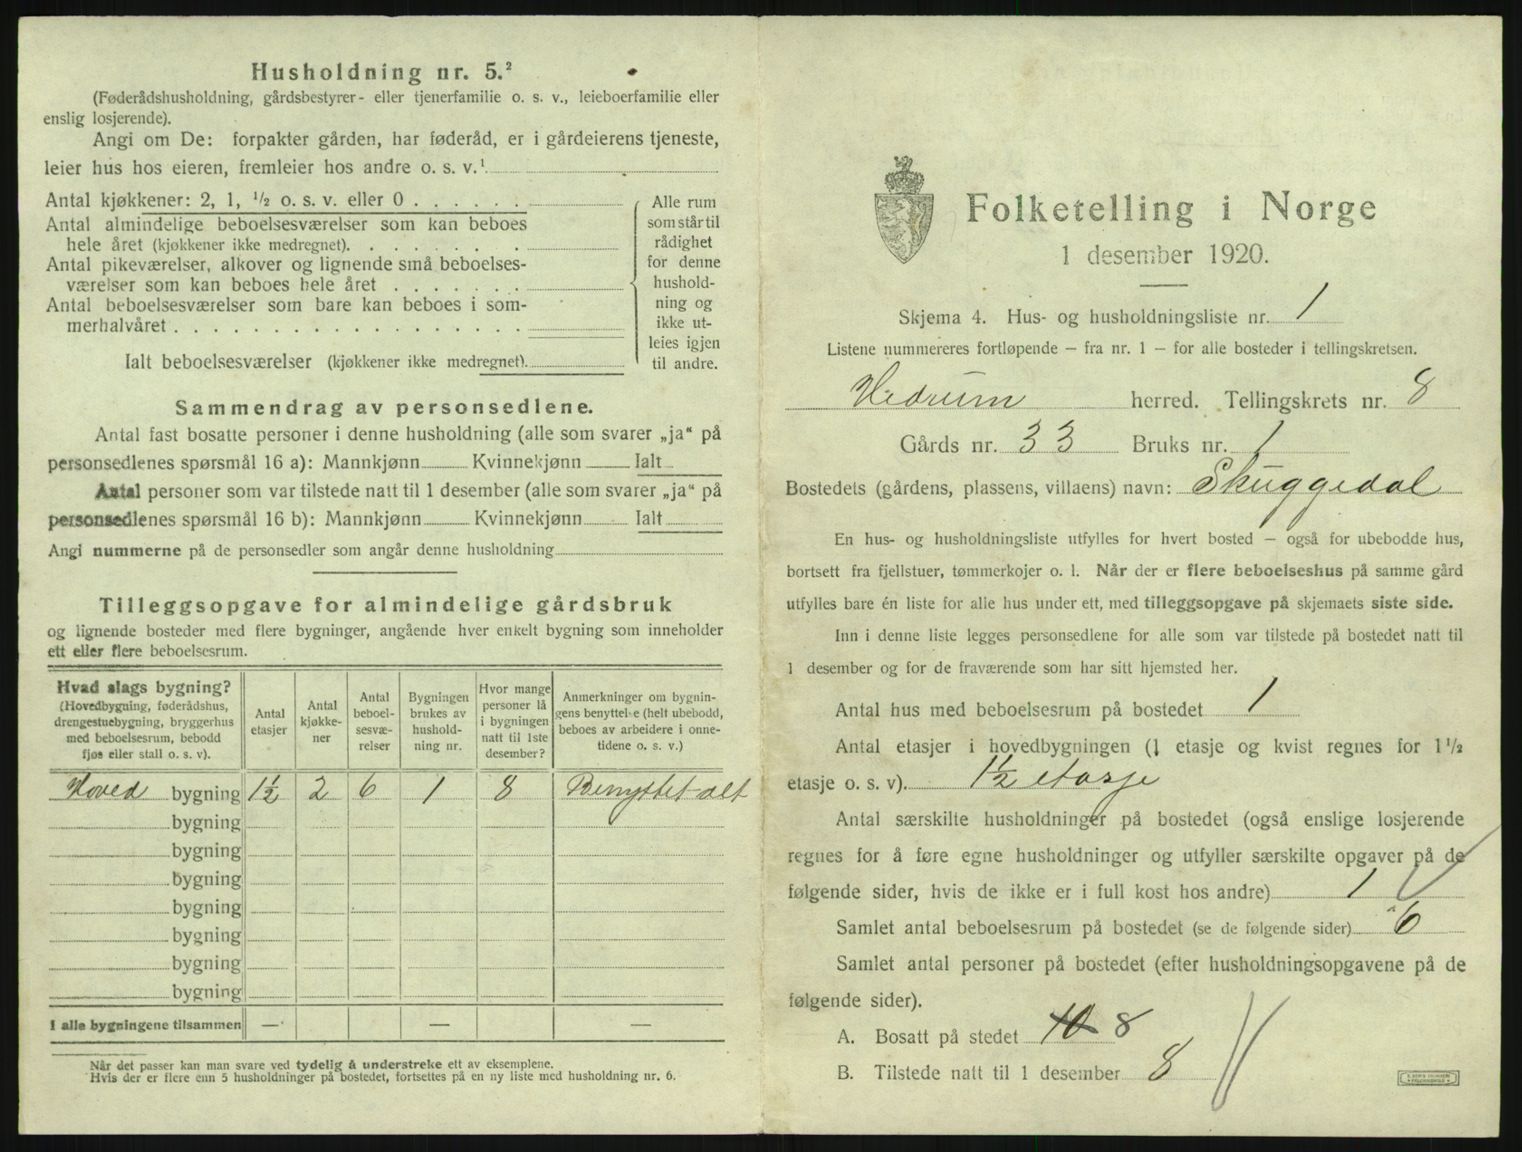 Husholdning nr. 5.²
(Føderådshusholdning, gårdsbestyrer- eller tjenerfamilie o. s. v., leieboerfamilie eller
enslig losjerende).
Angi om De: forpakter gården, har føderåd, er i gårdeierens tjeneste,
leier hus hos eieren, fremleier hos andre o. s. v.¹
Antal kjøkkener: 2, 1, ½ o. s. v. eller 0
Antal almindelige beboelsesværelser som kan beboes
hele året (kjøkkener ikke medregnet).
Antal pikeværelser, alkover og lignende små beboelses-
værelser som kan beboes hele året
Antal beboelsesværelser som bare kan beboes i som-
merhalvåret
Ialt beboelsesværelser (kjøkkener ikke medregnet).
Alle rum
som står til
rådighet
for denne
hushold-
ning og
ikke ut-
leies igjen
til andre.
Sammendrag av personsedlene.
Antal fast bosatte personer i denne husholdning (alle som svarer „ja“ på
personsedlenes spørsmål 16 a): Mannkjønn Kvinnekjønn Ialt
Antal personer som var tilstede natt til 1 desember (alle som svarer „ja“ på
personsedlenes spørsmål 16 b): Mannkjønn Kvinnekjønn Ialt
Angi nummerne på de personsedler som angår denne husholdning
Tilleggsopgave for almindelige gårdsbruk
og lignende bosteder med flere bygninger, angående hver enkelt bygning som inneholder
ett eller flere beboelsesrum.
Hvad slags bygning?
(Hovedbygning, føderådshus,
drengestuebygning, bryggerhus
med beboelsesrum, bebodd
fjøs eller stall o. s. v).
Antal
etasjer
Antal
kjøkke-
ner
Antal
beboel-
sesvæ-
relser
Bygningen
brukes av
hushold-
ning nr.
Hvor mange
personer lå
i bygningen
natt til 1ste
desember?
Anmerkninger om bygnin-
gens benyttelse (helt ubebodd,
beboes av arbeidere i onne-
tidene o. s. v.)
Hoved bygning 1½ 2 6 1 8 Benyttet alt
bygning
bygning
bygning
bygning
bygning
bygning
bygning
I alle bygningene tilsammen — — —
Når det passer kan man svare ved tydelig å understreke ett av eksemplene.
Hvis der er flere enn 5 husholdninger på bostedet, fortsettes på en ny liste med husholdning nr. 6.
Folketelling i Norge
1 desember 1920.
Skjema 4. Hus- og husholdningsliste nr. 1
Listene nummereres fortløpende — fra nr. 1 — for alle bosteder i tellingskretsen.
Hedrum herred. Tellingskrets nr. 8
Gårds nr. 33 Bruks nr. 1
Bostedets (gårdens, plassens, villaens) navn: Skuggedal
En hus- og husholdningsliste utfylles for hvert bosted — også for ubebodde hus,
bortsett fra fjellstuer, tømmerkojer o. l. Når der er flere beboelseshus på samme gård
utfylles bare én liste for alle hus under ett, med tilleggsopgave på skjemaets siste side.
Inn i denne liste legges personsedlene for alle som var tilstede på bostedet natt til
1 desember og for de fraværende som har sitt hjemsted her.
Antal hus med beboelsesrum på bostedet 1
Antal etasjer i hovedbygningen (1 etasje og kvist regnes for 1½
etasje o. s. v). 1½ etasje
Antal særskilte husholdninger på bostedet (også enslige losjerende
regnes for å føre egne husholdninger og utfyller særskilte opgaver på de
følgende sider, hvis de ikke er i full kost hos andre) 1
Samlet antal beboelsesrum på bostedet (se de følgende sider) 6
Samlet antal personer på bostedet (efter husholdningsopgavene på de
følgende sider).
A. Bosatt på stedet 10 8
B. Tilstede natt til 1 desember 8